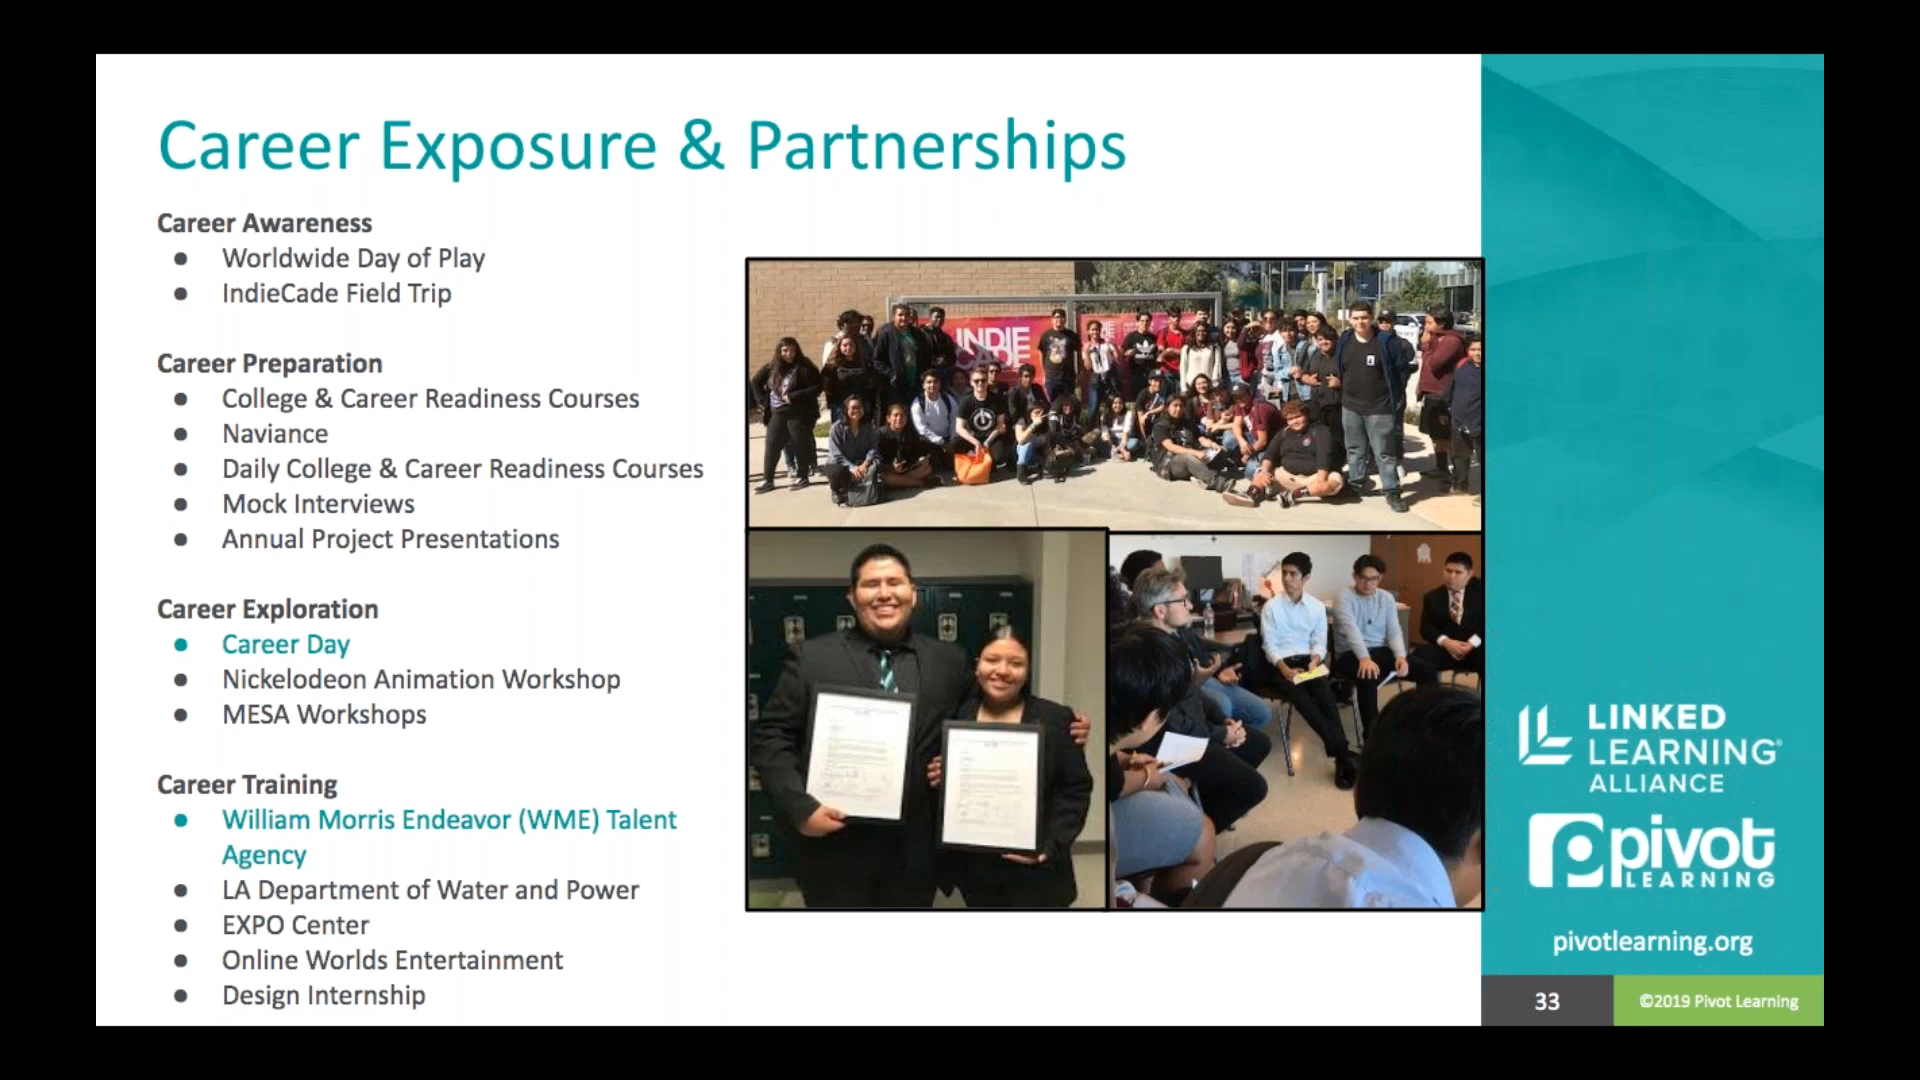 Career Exposure & Partnerships
Career Awareness
● Worldwide Day of Play
● IndieCade Field Trip
Career Preparation
● College & Career Readiness Courses
● Naviance
● Daily College & Career Readiness Courses
● Mock Interviews
● Annual Project Presentations
Career Exploration
● Career Day
● Nickelodeon Animation Workshop
● MESA Workshops
Career Training
● William Morris Endeavor (WME) Talent
Agency
● LA Department of Water and Power
● EXPO Center
● Online Worlds Entertainment
● Design Internship
INDIE
CADE
LINKED
LEARNING®
ALLIANCE
pivot
LEARNING
pivotlearning.org
33
©2019 Pivot Learning